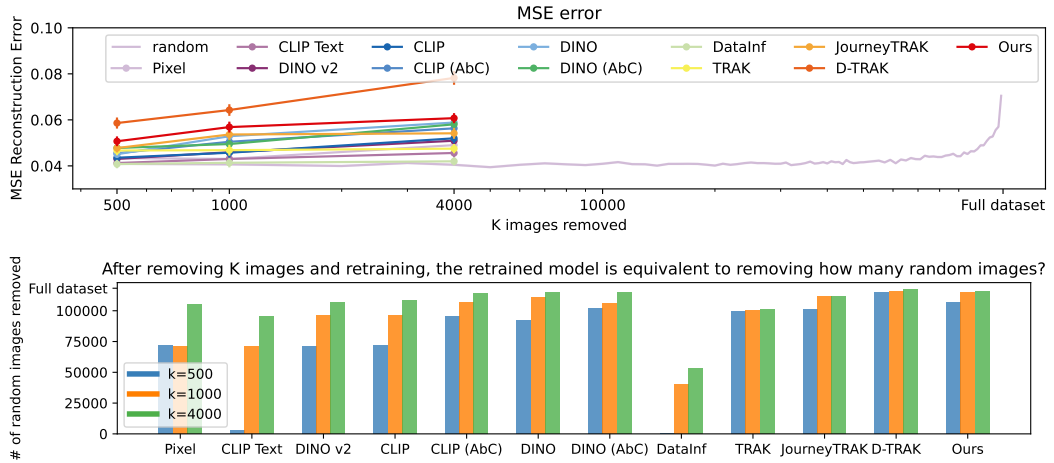 MSE error
MSE Reconstruction Error
0.10
0.08
0.06
0.04
random
Pixel
CLIP Text
DINO v2
CLIP
CLIP (AbC)
DINO
DINO (AbC)
DataInf
TRAK
JourneyTRAK
D-TRAK
Ours
500 1000 4000 10000 Full dataset
K images removed
After removing K images and retraining, the retrained model is equivalent to removing how many random images?
# of random images removed
Full dataset
100000
75000
50000
25000
0
k=500
k=1000
k=4000
Pixel CLIP Text DINO v2 CLIP CLIP (AbC) DINO DINO (AbC) DataInf TRAK JourneyTRAK D-TRAK Ours